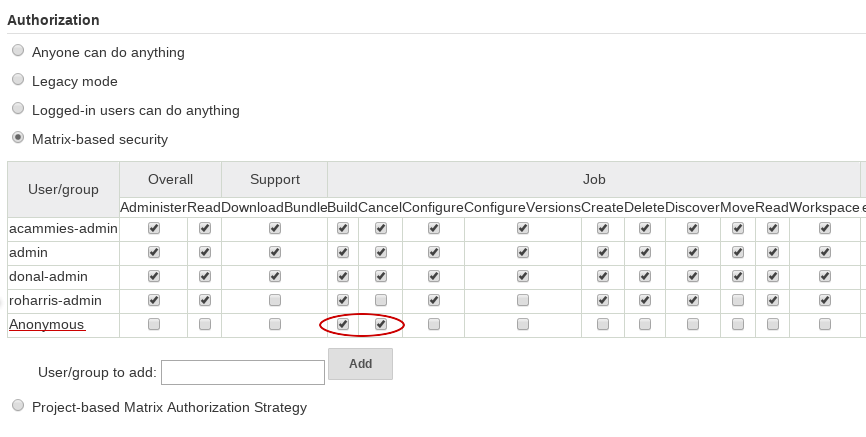 Authorization
Anyone can do anything
Legacy mode
Logged-in users can do anything
Matrix-based security
User/group Overall Support Job
Administer Read DownloadBundle Build Cancel Configure ConfigureVersions Create Delete Discover Move Read Workspace
acammies-admin
admin
donal-admin
roharris-admin
Anonymous
User/group to add: Add
Project-based Matrix Authorization Strategy